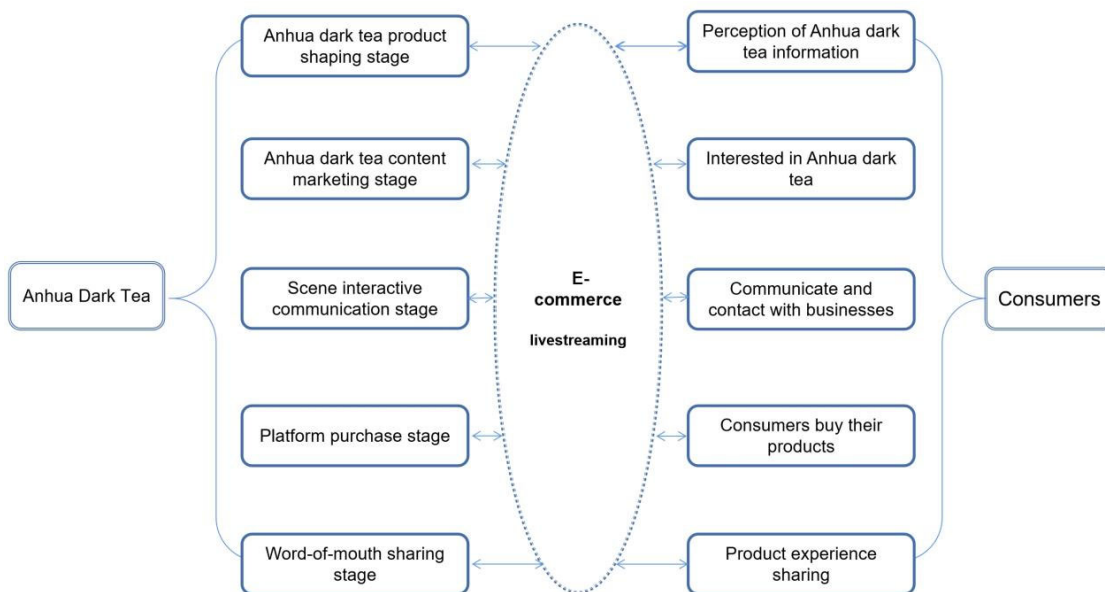 Anhua dark tea product
shaping stage
Perception of Anhua dark
tea information
Anhua dark tea content
marketing stage
Interested in Anhua dark
tea
Anhua Dark Tea
Scene interactive
communication stage
E-
commerce
livestreaming
Communicate and
contact with businesses
Consumers
Platform purchase stage
Consumers buy their
products
Word-of-mouth sharing
stage
Product experience
sharing